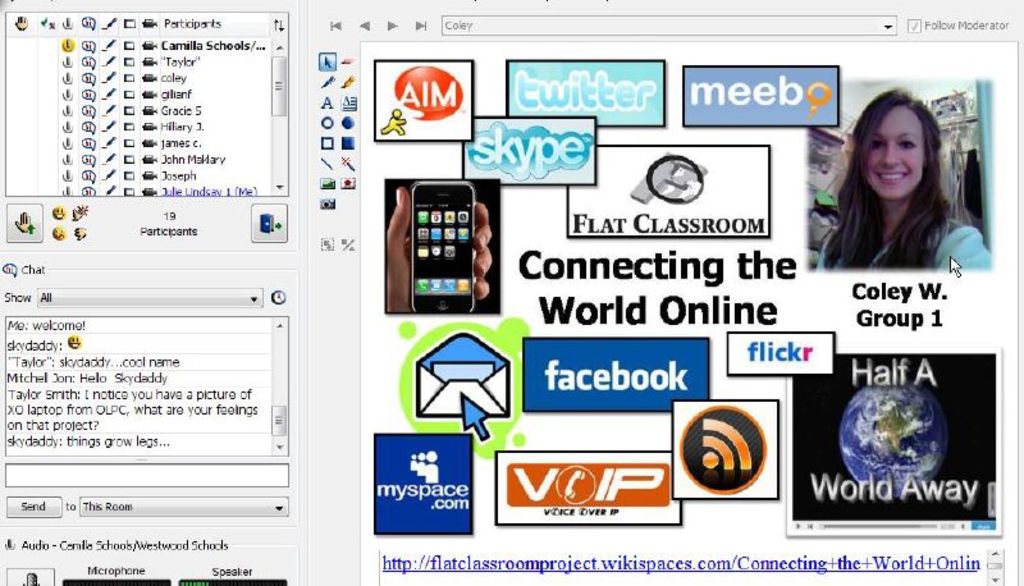 Participants
Camilla Schools/...
"Taylor"
coley
gilianf
Gracie S
Hillary J.
james c.
John Maklary
Joseph
Julie Lindsay 1 (Me)
19
Participants
Chat
Show All
Me: welcome!
skydaddy:
"Taylor": skydaddy...cool name
Mitchell Jon: Hello Skydaddy
Taylor Smith: I notice you have a picture of
XO laptop from OLPC, what are your feelings
on that project?
skydaddy: things grow legs...
Send to This Room
Audio - Camilla Schools/Westwood Schools
Microphone Speaker
Coley
Follow Moderator
AIM
twitter
meebo
skype
FLAT CLASSROOM
Connecting the
World Online
Coley W.
Group 1
flickr
facebook
Half A
World Away
myspace
.com
VOIP
VOICE OVER IP
http://flatclassroomproject.wikispaces.com/Connecting+the+World+Onlin